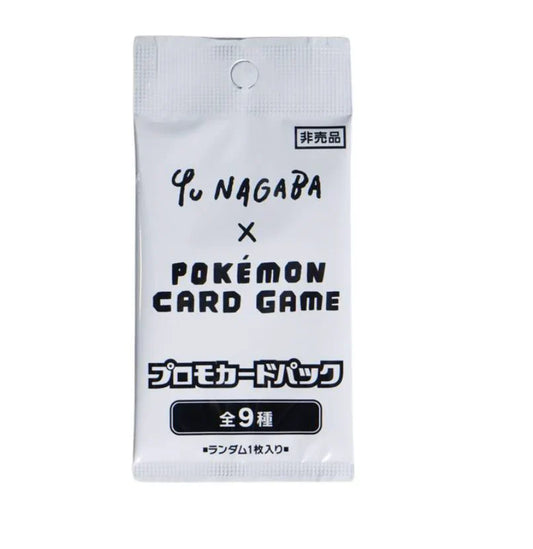 非売品
Yu NAGABA
×
POKÉMON
CARD GAME
プロモカードパック
全9種
■ランダム1枚入り■